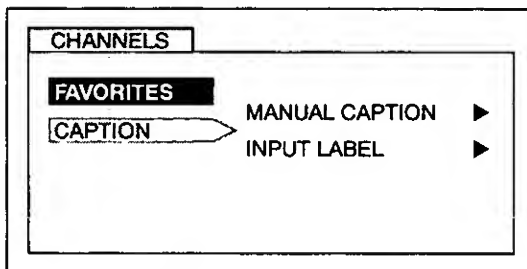 CHANNELS
FAVORITES
CAPTION
MANUAL CAPTION ▶
INPUT LABEL ▶